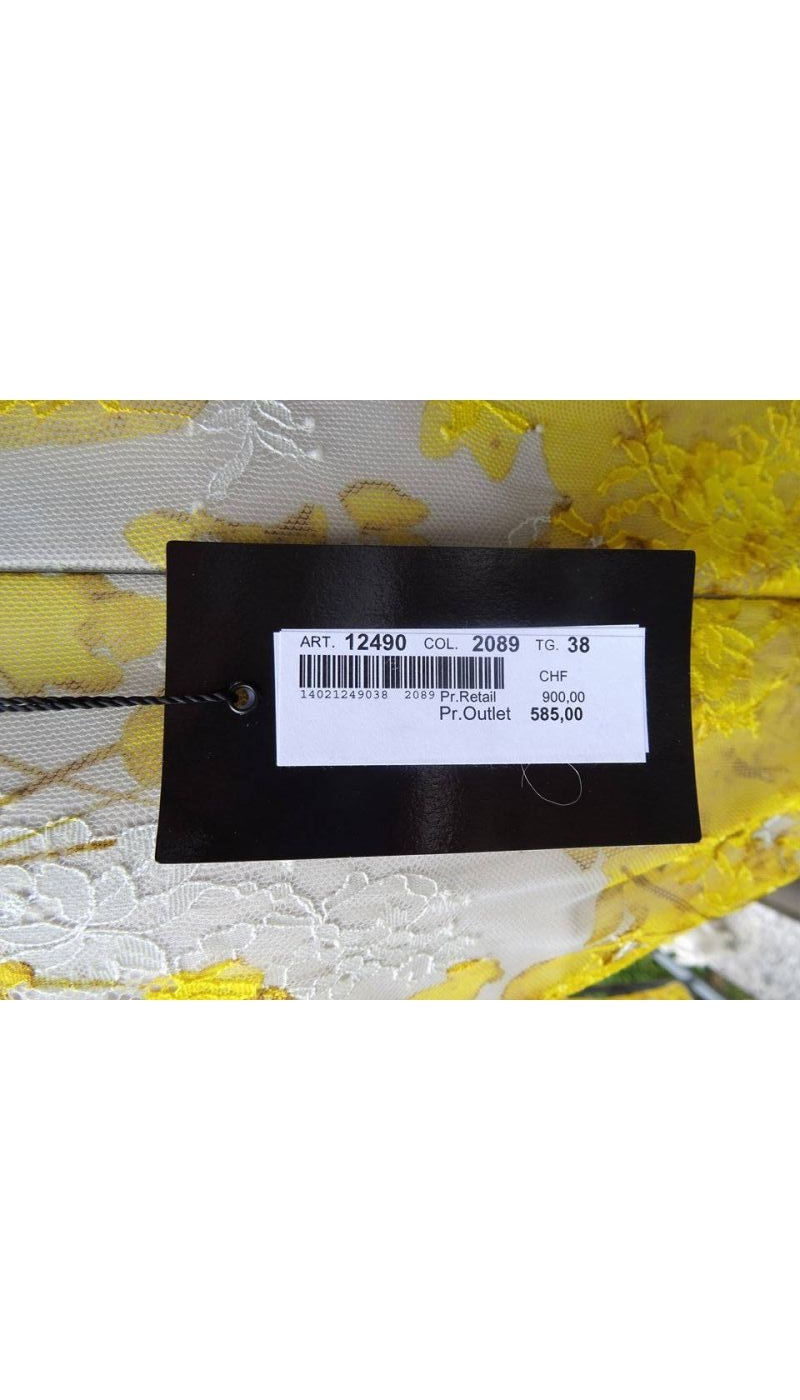 ART. 12490 COL. 2089 TG. 38
CHF
14021249038 2089 Pr.Retail 900,00
Pr.Outlet 585,00